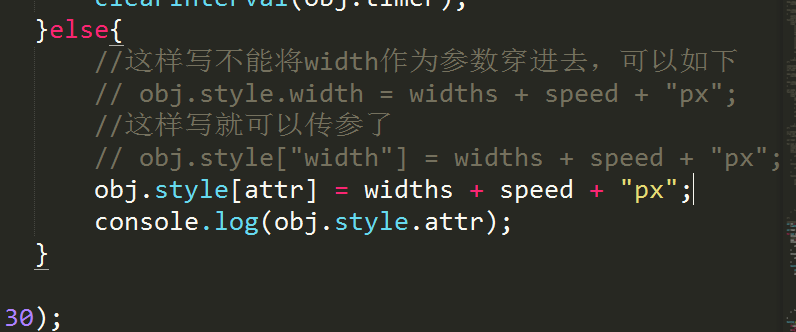 clearInterval(obj.timer);
}else{
//这样写不能将width作为参数穿进去，可以如下
// obj.style.width = widths + speed + "px";
//这样写就可以传参了
// obj.style["width"] = widths + speed + "px";
obj.style[attr] = widths + speed + "px";
console.log(obj.style.attr);
}
30);